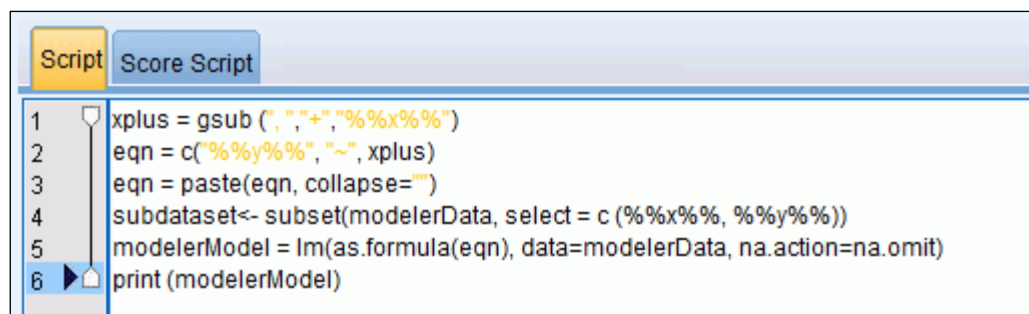 Script Score Script
1 xplus = gsub (", ","+","%%x%%")
2 eqn = c("%%y%%", "~", xplus)
3 eqn = paste(eqn, collapse="")
4 subdataset<- subset(modelerData, select = c (%%x%%, %%y%%))
5 modelerModel = lm(as.formula(eqn), data=modelerData, na.action=na.omit)
6 print (modelerModel)